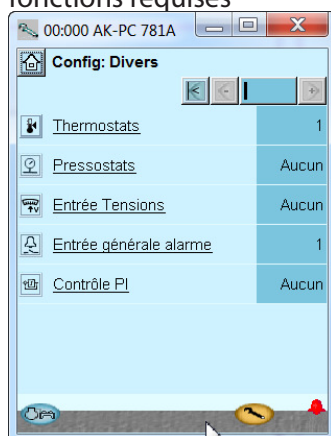 fonctions requises
00:000 AK-PC 781A
Config: Divers
Thermostats 1
Pressostats Aucun
Entrée Tensions Aucun
Entrée générale alarme 1
Contrôle PI Aucun